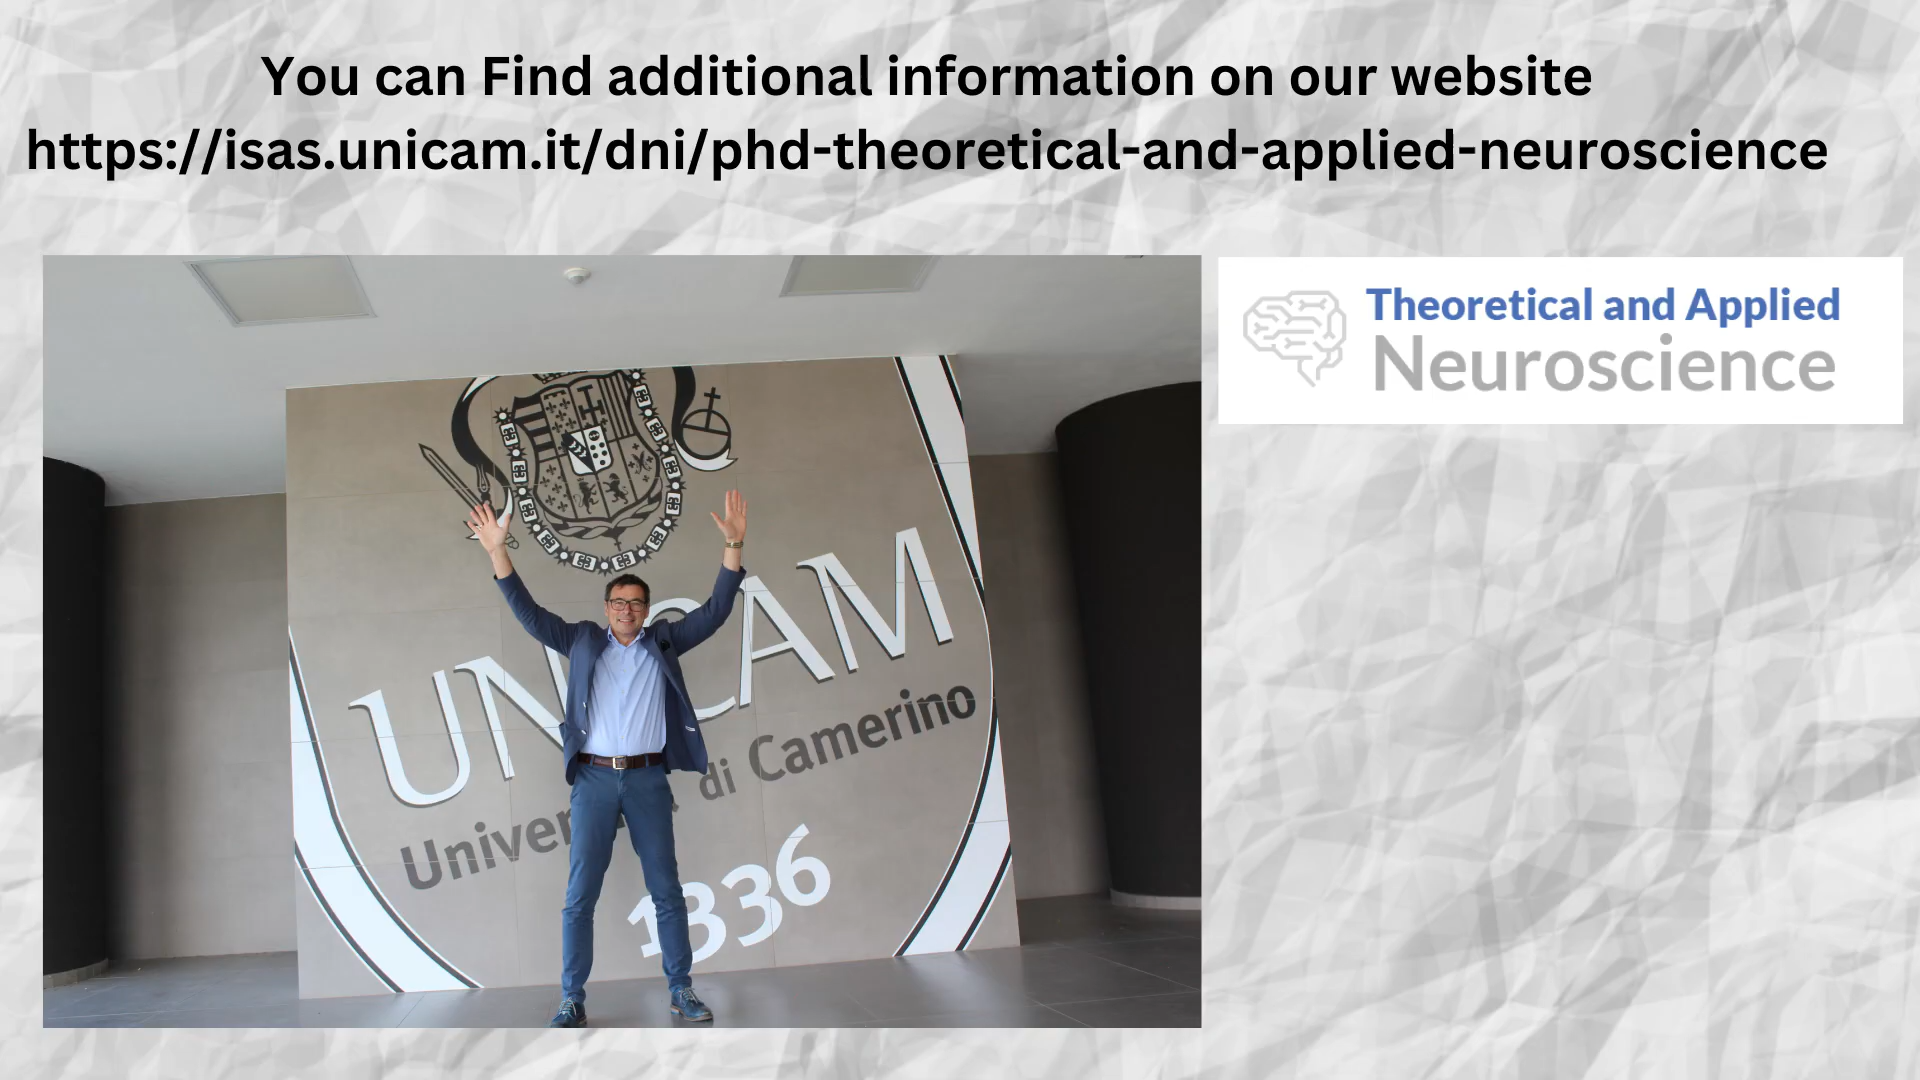 You can Find additional information on our website
https://isas.unicam.it/dni/phd-theoretical-and-applied-neuroscience
Theoretical and Applied
Neuroscience
UNICAM
di Camerino
1336